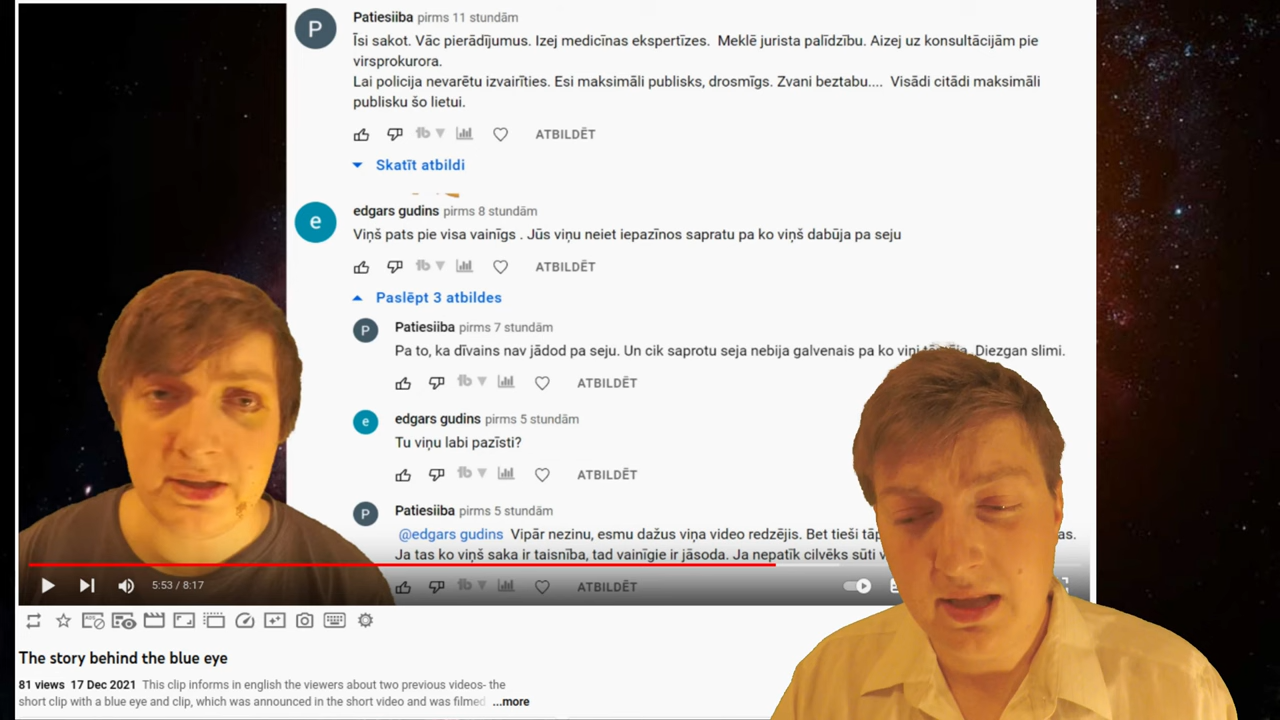 Patiesiiba pirms 11 stundām
Īsi sakot. Vāc pierādījumus. Izej medicīnas ekspertīzes. Meklē jurista palīdzību. Aizej uz konsultācijām pie
virsprokurora.
Lai policija nevarētu izvairīties. Esi maksimāli publisks, drosmīgs. Zvani beztabu.... Visādi citādi maksimāli
publisku šo lietui.
ATBILDĒT
Skatīt atbildi
edgars gudins pirms 8 stundām
Viņš pats pie visa vainīgs . Jūs viņu neiet iepazīnos sapratu pa ko viņš dabūja pa seju
ATBILDĒT
Paslēpt 3 atbildes
Patiesiiba pirms 7 stundām
Pa to, ka dīvains nav jādod pa seju. Un cik saprotu seja nebija galvenais pa ko viņi Diezgan slimi.
ATBILDĒT
edgars gudins pirms 5 stundām
Tu viņu labi pazīsti?
ATBILDĒT
Patiesiiba pirms 5 stundām
@edgars gudins Vipār nezinu, esmu dažus viņa video redzējis. Bet tieši
Ja tas ko viņš saka ir taisnība, tad vainīgie ir jāsoda. Ja nepatīk cilvēks sūti
ATBILDĒT
5:53 / 8:17
The story behind the blue eye
81 views 17 Dec 2021 This clip informs in english the viewers about two previous videos- the
short clip with a blue eye and clip, which was announced in the short video and was filmed ...more